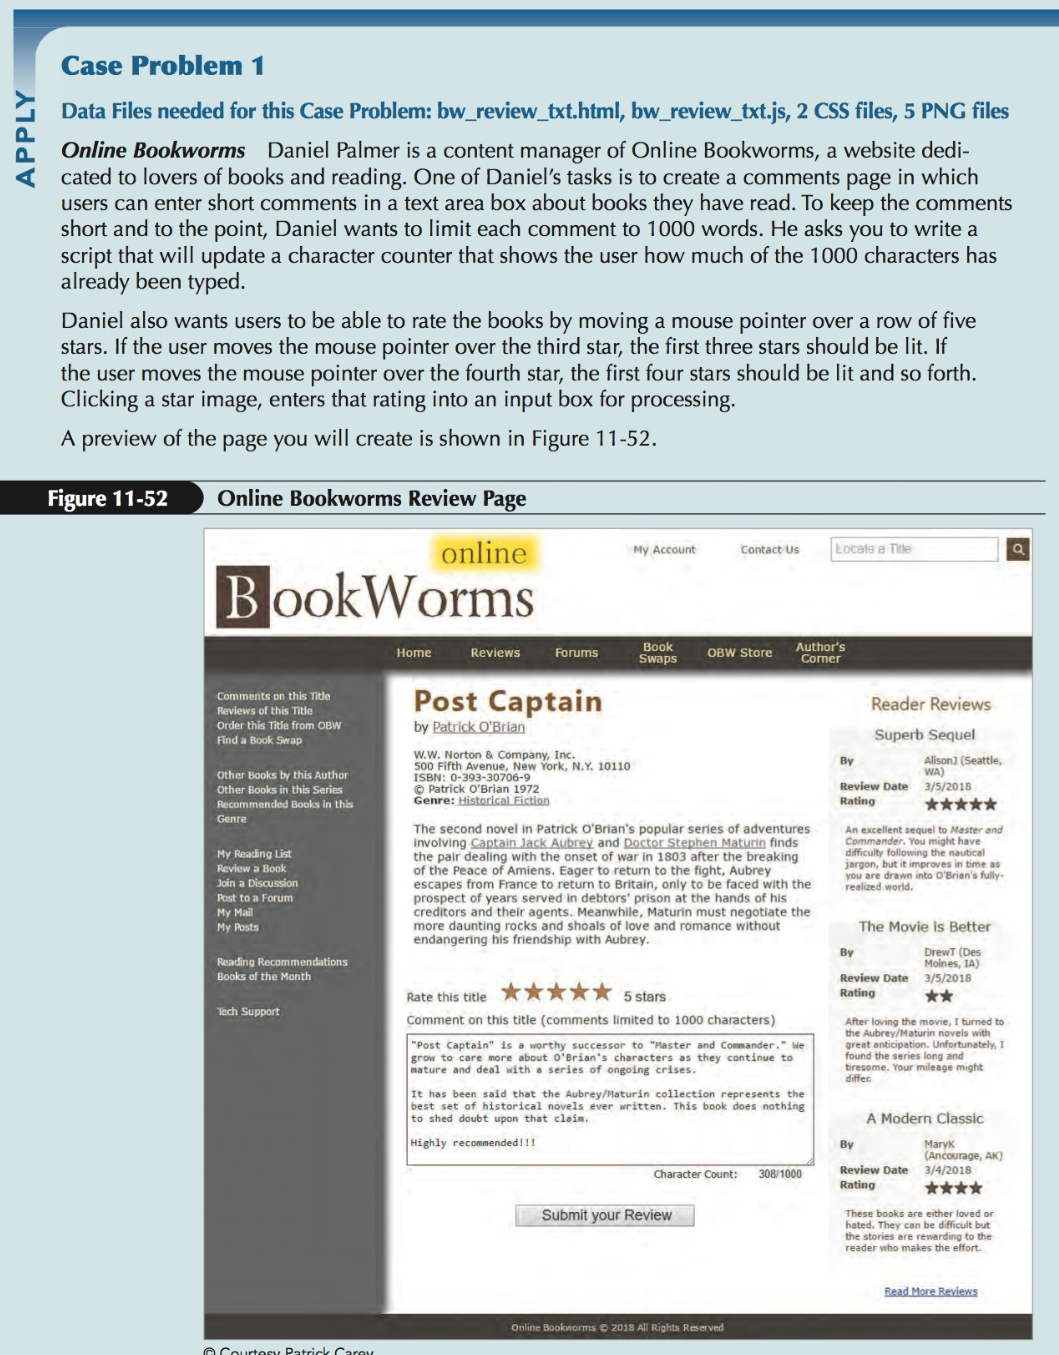 APPLY
Case Problem 1
Data Files needed for this Case Problem: bw_review_txt.html, bw_review_txt.js, 2 CSS files, 5 PNG files
Online Bookworms Daniel Palmer is a content manager of Online Bookworms, a website dedi-
cated to lovers of books and reading. One of Daniel's tasks is to create a comments page in which
users can enter short comments in a text area box about books they have read. To keep the comments
short and to the point, Daniel wants to limit each comment to 1000 words. He asks you to write a
script that will update a character counter that shows the user how much of the 1000 characters has
already been typed.
Daniel also wants users to be able to rate the books by moving a mouse pointer over a row of five
stars. If the user moves the mouse pointer over the third star, the first three stars should be lit. If
the user moves the mouse pointer over the fourth star, the first four stars should be lit and so forth.
Clicking a star image, enters that rating into an input box for processing.
A preview of the page you will create is shown in Figure 11-52.
Figure 11-52 Online Bookworms Review Page
online
BookWorms
My Account
Contact Us
Locate a Title
Home
Reviews
Forums
Book
Swaps
OBW Store
Author's
Corner
Comments on this Title
Reviews of this Title
Order this Title from OBW
Find a Book Swap
Other Books by this Author
Other Books in this Series
Recommended Books in this
Genre
My Reading List
Review a Book
Join a Discussion
Post to a Forum
My Mail
My Posts
Reading Recommendations
Books of the Month
Tech Support
Post Captain
by Patrick O'Brian
W.W. Norton & Company, Inc.
500 Fifth Avenue, New York, N.Y. 10110
ISBN: 0-393-30706-9
© Patrick O'Brian 1972
Genre: Historical Fiction
The second novel in Patrick O'Brian's popular series of adventures
involving Captain Jack Aubrey and Doctor Stephen Maturin finds
the pair dealing with the onset of war in 1803 after the breaking
of the Peace of Amiens. Eager to return to the fight, Aubrey
escapes from France to return to Britain, only to be faced with the
prospect of years served in debtors' prison at the hands of his
creditors and their agents. Meanwhile, Maturin must negotiate the
more daunting rocks and shoals of love and romance without
endangering his friendship with Aubrey.
Rate this title ★★★★★ 5 stars
Comment on this title (comments limited to 1000 characters)
"Post Captain" is a worthy successor to "Master and Commander." We
grow to care more about O'Brian's characters as they continue to
mature and deal with a series of ongoing crises.
It has been said that the Aubrey/Maturin collection represents the
best set of historical novels ever written. This book does nothing
to shed doubt upon that claim.
Highly recommended!!!
Character Count: 308/1000
Submit your Review
Reader Reviews
Superb Sequel
By AlisonJ (Seattle,
WA)
Review Date 3/5/2018
Rating ★★★★★
An excellent sequel to Master and
Commander. You might have
difficulty following the nautical
jargon, but it improves in time as
you are drawn into O'Brian's fully-
realized world.
The Movie is Better
By DrewT (Des
Moines, IA)
Review Date 3/5/2018
Rating ★★
After loving the movie, I turned to
the Aubrey/Maturin novels with
great anticipation. Unfortunately, I
found the series long and
tiresome. Your mileage might
differ.
A Modern Classic
By MaryK
(Ancourage, AK)
Review Date 3/4/2018
Rating ★★★★
These books are either loved or
hated. They can be difficult but
the stories are rewarding to the
reader who makes the effort.
Read More Reviews
Online Bookworms © 2018 All Rights Reserved
© Courtesy Patrick Carey